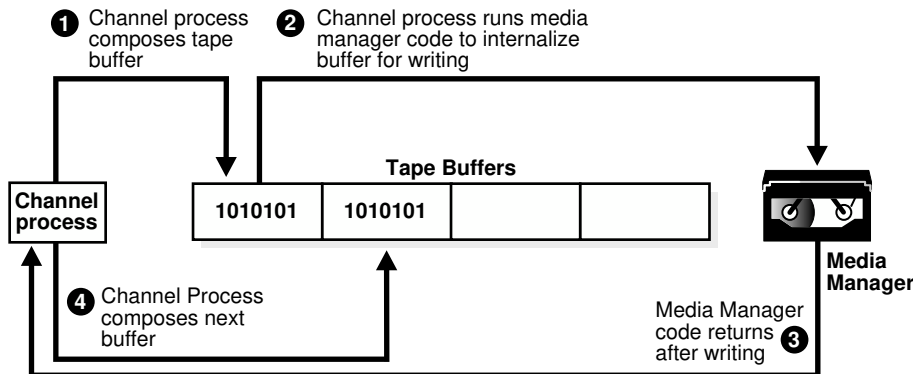 1 Channel process
composes tape
buffer
2 Channel process runs media
manager code to internalize
buffer for writing
Tape Buffers
Channel
process
1010101 1010101
Media
Manager
4 Channel Process
composes next
buffer
Media Manager
code returns
after writing 3